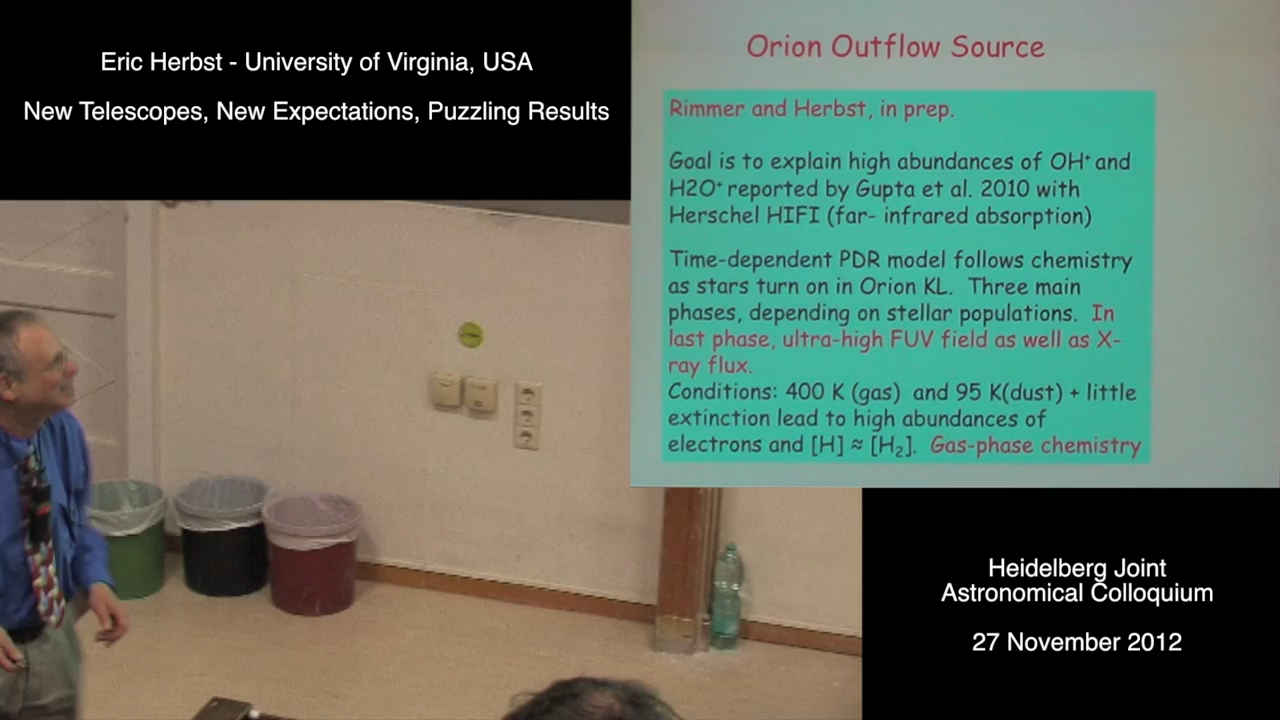 Eric Herbst - University of Virginia, USA
New Telescopes, New Expectations, Puzzling Results
Orion Outflow Source
Rimmer and Herbst, in prep.
Goal is to explain high abundances of OH⁺ and
H2O⁺ reported by Gupta et al. 2010 with
Herschel HIFI (far- infrared absorption)
Time-dependent PDR model follows chemistry
as stars turn on in Orion KL. Three main
phases, depending on stellar populations. In
last phase, ultra-high FUV field as well as X-
ray flux.
Conditions: 400 K (gas) and 95 K(dust) + little
extinction lead to high abundances of
electrons and [H] ≈ [H₂]. Gas-phase chemistry
Heidelberg Joint
Astronomical Colloquium
27 November 2012